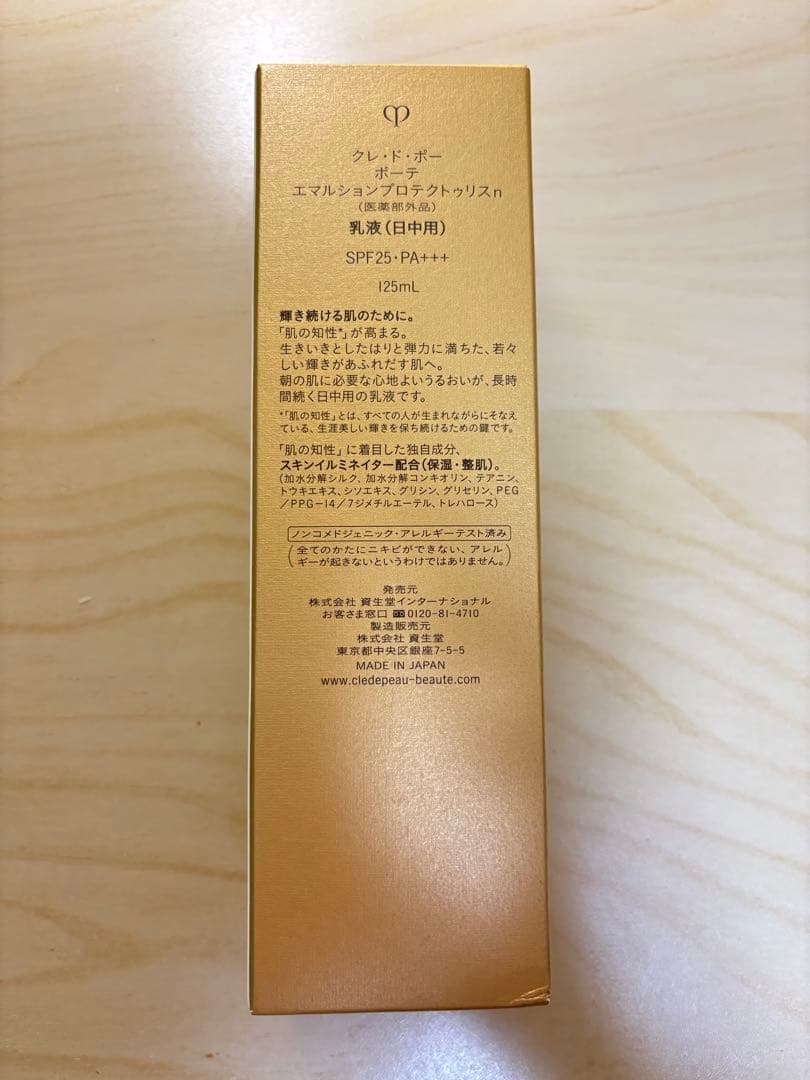 クレ・ド・ポー
ボーテ
エマルションプロテクトゥリスn
(医薬部外品)
乳液(日中用)
SPF25・PA+++
125mL
輝き続ける肌のために。
「肌の知性*」が高まる。
生きいきとしたはりと弾力に満ちた、若々
しい輝きがあふれだす肌へ。
朝の肌に必要な心地よいうるおいが、長時
間続く日中用の乳液です。
*「肌の知性」とは、すべての人が生まれながらにそなえ
ている、生涯美しい輝きを保ち続けるための鍵です。
「肌の知性」に着目した独自成分、
スキンイルミネイター配合(保湿・整肌)。
(加水分解シルク、加水分解コンキオリン、テアニン、
トウキエキス、シソエキス、グリシン、グリセリン、PEG
/PPG-14/7ジメチルエーテル、トレハロース)
ノンコメドジェニック・アレルギーテスト済み
(全てのかたにニキビができない、アレル
ギーが起きないというわけではありません。)
発売元
株式会社 資生堂インターナショナル
お客さま窓口 0120-81-4710
製造販売元
株式会社 資生堂
東京都中央区銀座7-5-5
MADE IN JAPAN
www.cledepeau-beaute.com